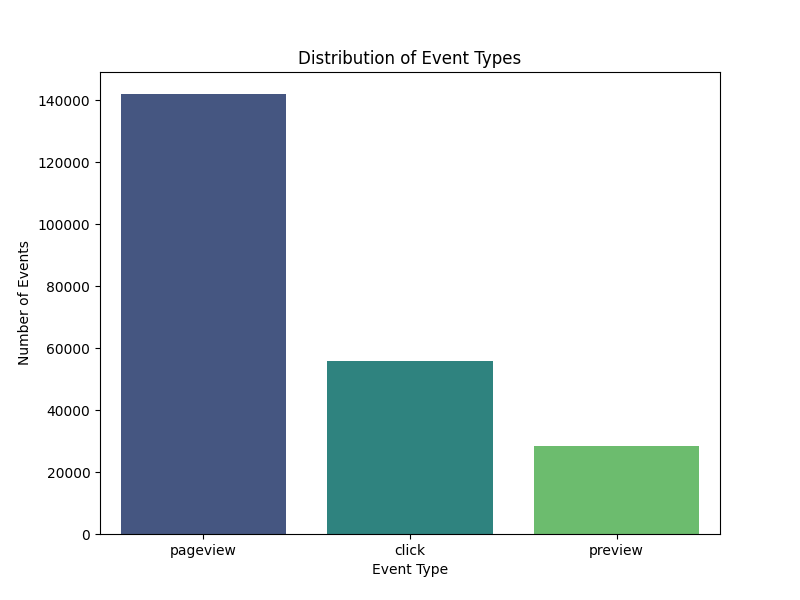 Distribution of Event Types
Number of Events
140000
120000
100000
80000
60000
40000
20000
0
pageview
click
preview
Event Type